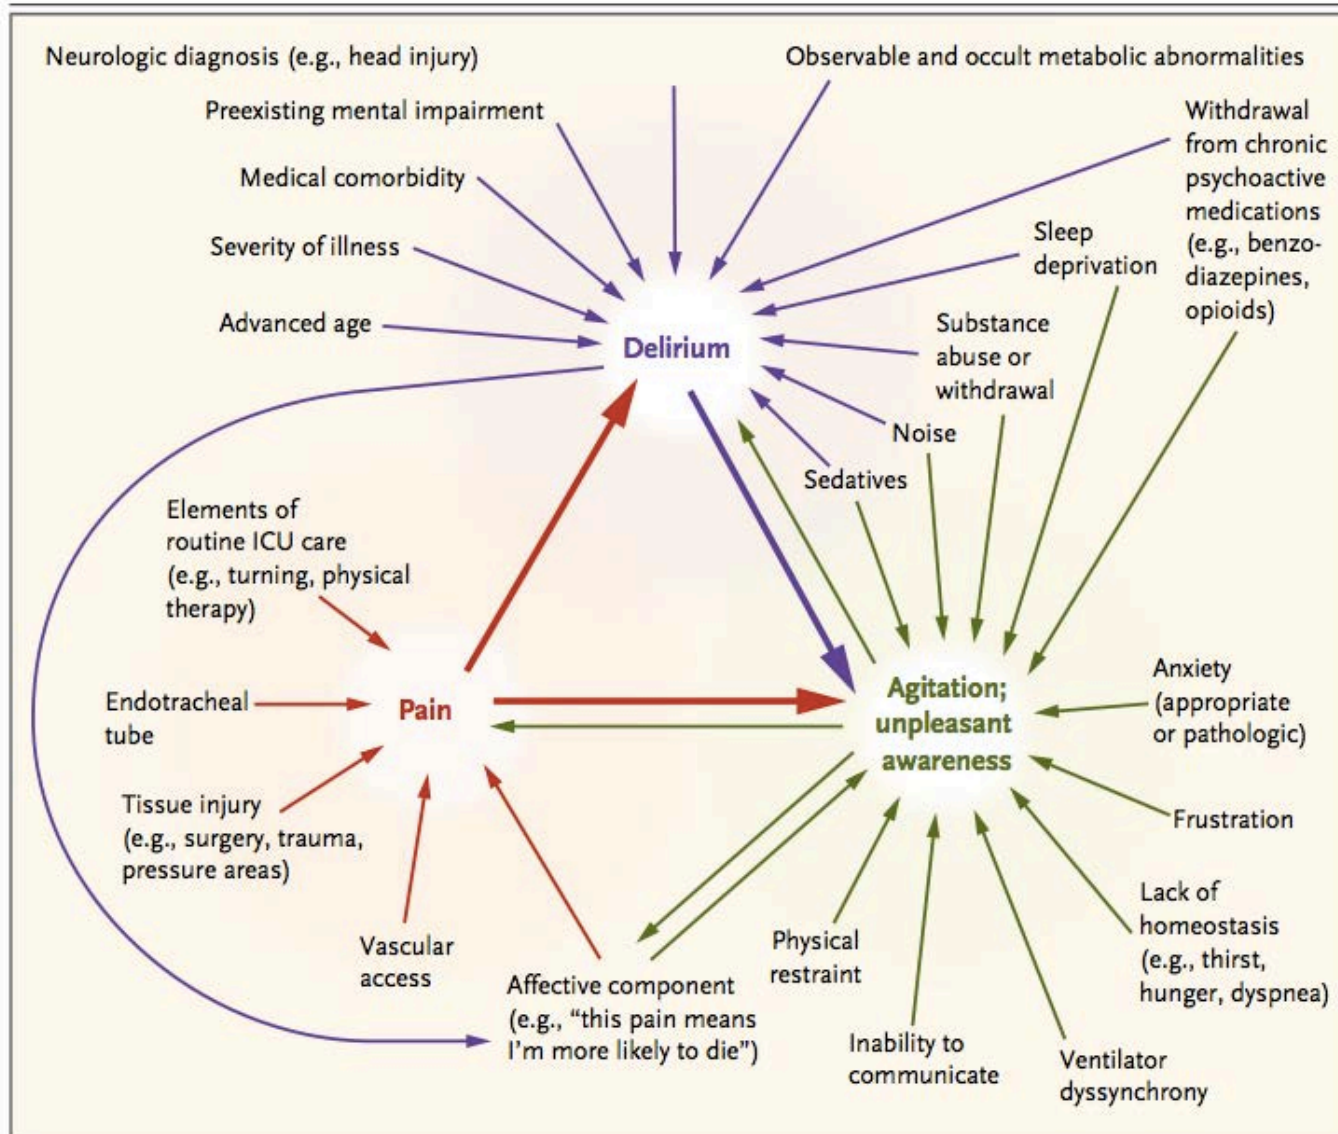 Neurologic diagnosis (e.g., head injury)
Observable and occult metabolic abnormalities
Preexisting mental impairment
Withdrawal
from chronic
psychoactive
medications
(e.g., benzo-
diazepines,
opioids)
Medical comorbidity
Severity of illness
Sleep
deprivation
Advanced age
Delirium
Substance
abuse or
withdrawal
Noise
Sedatives
Elements of
routine ICU care
(e.g., turning, physical
therapy)
Endotracheal
tube
Pain
Agitation;
unpleasant
awareness
Anxiety
(appropriate
or pathologic)
Tissue injury
(e.g., surgery, trauma,
pressure areas)
Frustration
Vascular
access
Affective component
(e.g., “this pain means
I’m more likely to die”)
Physical
restraint
Lack of
homeostasis
(e.g., thirst,
hunger, dyspnea)
Inability to
communicate
Ventilator
dyssynchrony